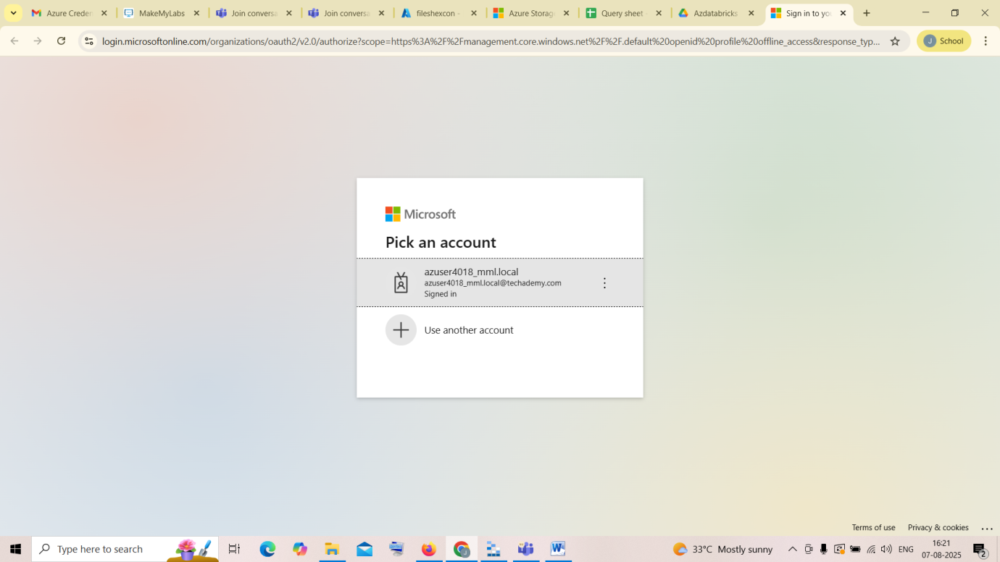 Azure Creden
MakeMyLabs
Join conversa
Join conversa
fileshexcon -
Azure Storag
Query sheet -
Azdatabricks
Sign in to yo
login.microsoftonline.com/organizations/oauth2/v2.0/authorize?scope=https%3A%2F%2Fmanagement.core.windows.net%2F%2F.default%20openid%20profile%20offline_access&response_typ...
J School
Microsoft
Pick an account
azuser4018_mml.local
azuser4018_mml.local@techademy.com
Signed in
Use another account
Terms of use
Privacy & cookies
Type here to search
33°C Mostly sunny
ENG
16:21
07-08-2025
2